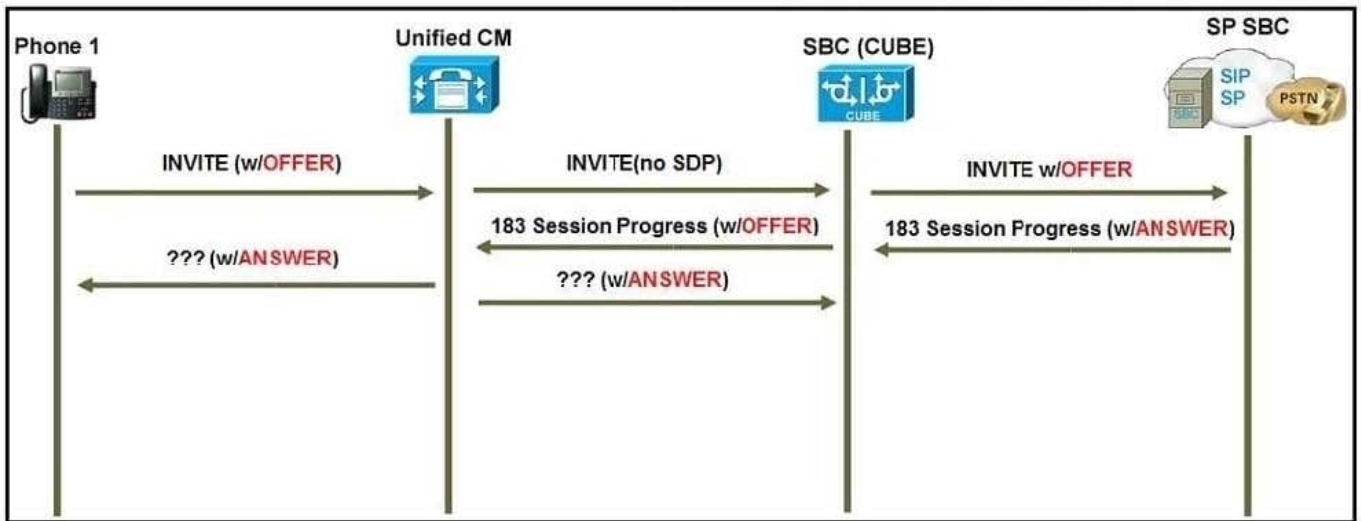 Phone 1
Unified CM
SBC (CUBE)
SP SBC
CUBE
SIP
SP
SBC
PSTN
INVITE (w/OFFER)
INVITE(no SDP)
INVITE w/OFFER
183 Session Progress (w/OFFER)
183 Session Progress (w/ANSWER)
??? (w/ANSWER)
??? (w/ANSWER)